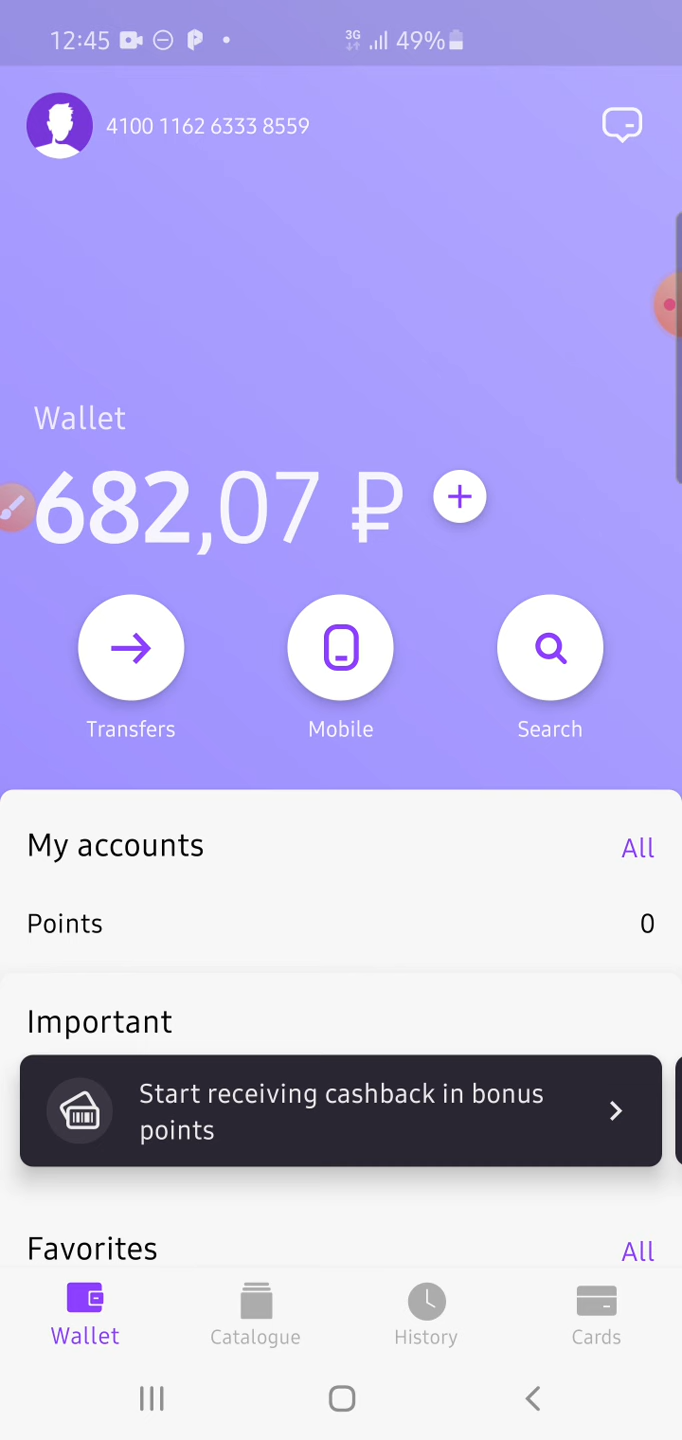 12:45
3G 49%
4100 1162 6333 8559
Wallet
682,07 ₽
Transfers Mobile Search
My accounts All
Points 0
Important
Start receiving cashback in bonus
points
Favorites All
Wallet Catalogue History Cards